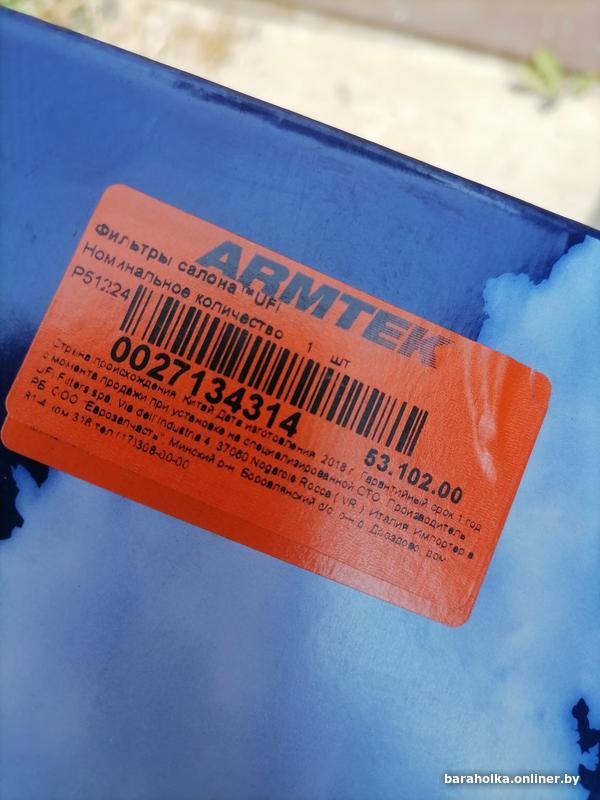 ARMTEK
Фильтры салона UFI
Номинальное количество 1 шт
P51224
0027134314
53.102.00
Страна происхождения Китай Дата изготовления 2018 г. Гарантийный срок 1 год
с момента продажи при установке на специализированной СТО. Производитель
UFI Filters spa, Via dell'Industria 4, 37060 Nogarole Rocca (VR) Италия Импортер в
РБ ООО "Еврозапчасть", Минский р-н, Боровлянский с/с, р-н д. Дроздово, дом
ком 316 тел (17)308-00-00
baraholka.onliner.by